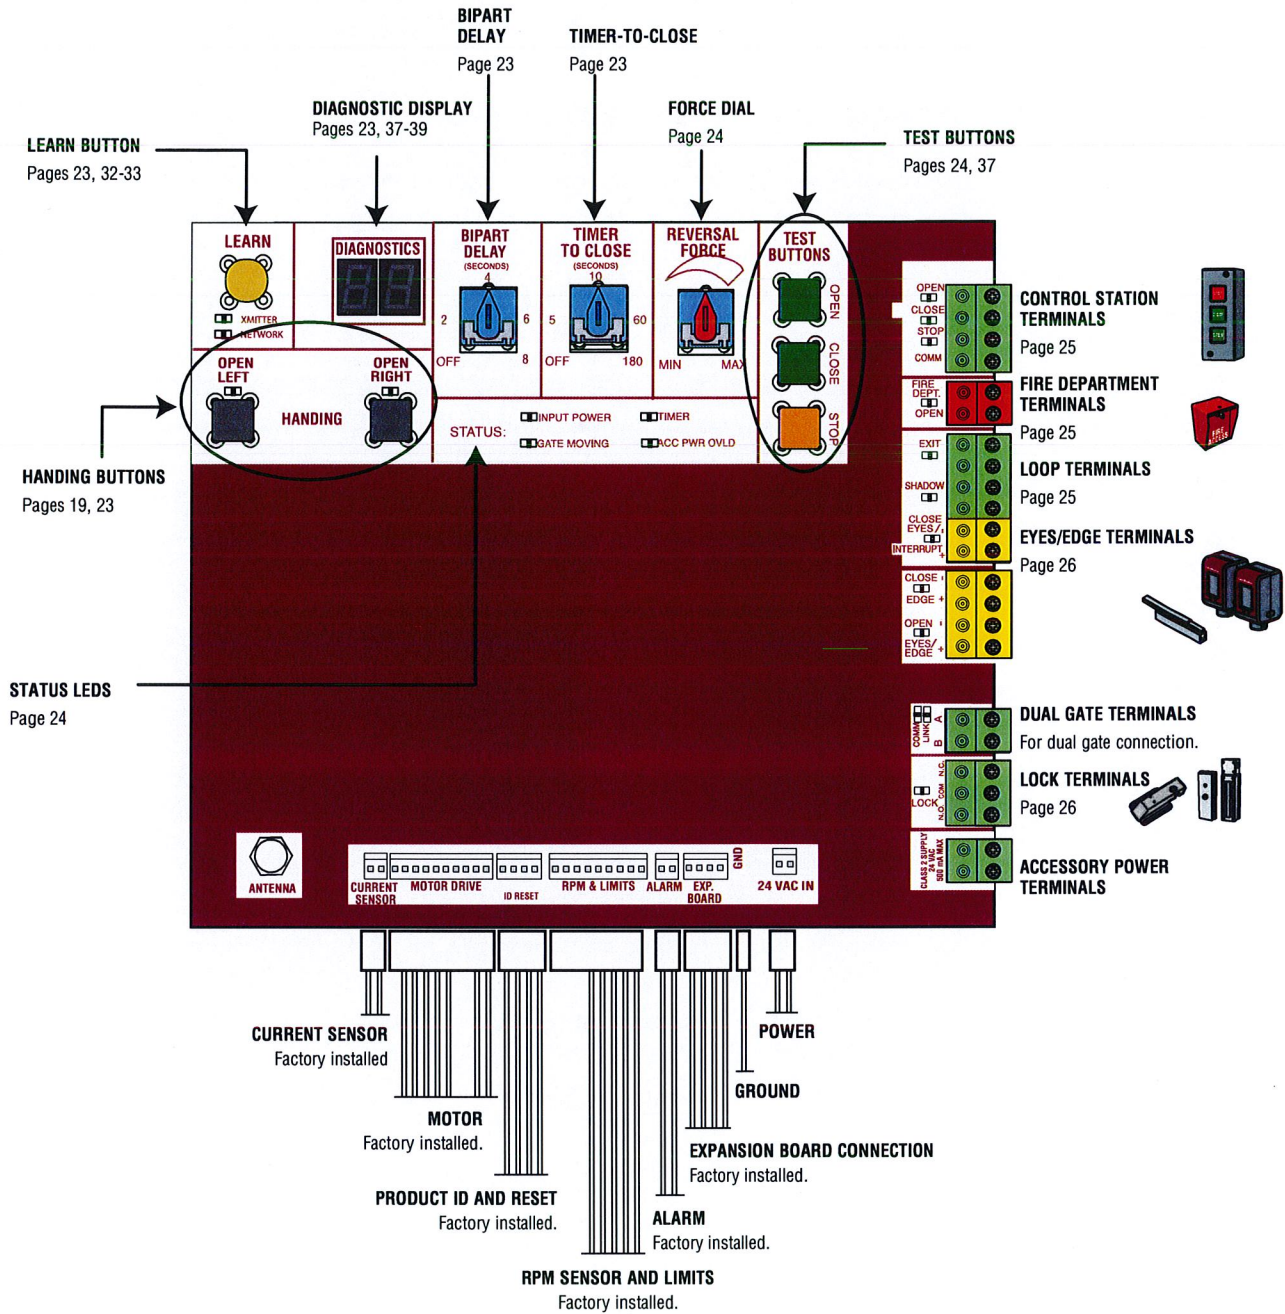 BIPART
DELAY
Page 23
TIMER-TO-CLOSE
Page 23
DIAGNOSTIC DISPLAY
Pages 23, 37-39
FORCE DIAL
Page 24
LEARN BUTTON
Pages 23, 32-33
TEST BUTTONS
Pages 24, 37
LEARN
XMITTER
NETWORK
DIAGNOSTICS
BIPART
DELAY
(SECONDS)
4
2
6
OFF
8
TIMER
TO CLOSE
(SECONDS)
10
5
60
OFF
180
REVERSAL
FORCE
MIN
MAX
TEST
BUTTONS
OPEN
CLOSE
STOP
OPEN
LEFT
OPEN
RIGHT
HANDING
STATUS:
INPUT POWER
TIMER
GATE MOVING
ACC PWR OVLD
HANDING BUTTONS
Pages 19, 23
STATUS LEDS
Page 24
OPEN
CLOSE
STOP
COMM
CONTROL STATION
TERMINALS
Page 25
FIRE
DEPT.
OPEN
FIRE DEPARTMENT
TERMINALS
Page 25
FIRE
ACCESS
EXIT
SHADOW
LOOP TERMINALS
Page 25
CLOSE
EYES/ -
INTERRUPT +
EYES/EDGE TERMINALS
Page 26
CLOSE -
EDGE +
OPEN -
EYES/
EDGE +
COMM
LINK
A
B
DUAL GATE TERMINALS
For dual gate connection.
LOCK
N.C.
COM
N.O.
LOCK TERMINALS
Page 26
CLASS 2 SUPPLY
24 VAC
500 mA MAX
ACCESSORY POWER
TERMINALS
ANTENNA
CURRENT
SENSOR
MOTOR DRIVE
ID RESET
RPM & LIMITS
ALARM
EXP.
BOARD
GND
24 VAC IN
CURRENT SENSOR
Factory installed
POWER
GROUND
MOTOR
Factory installed.
EXPANSION BOARD CONNECTION
Factory installed.
PRODUCT ID AND RESET
Factory installed.
ALARM
Factory installed.
RPM SENSOR AND LIMITS
Factory installed.